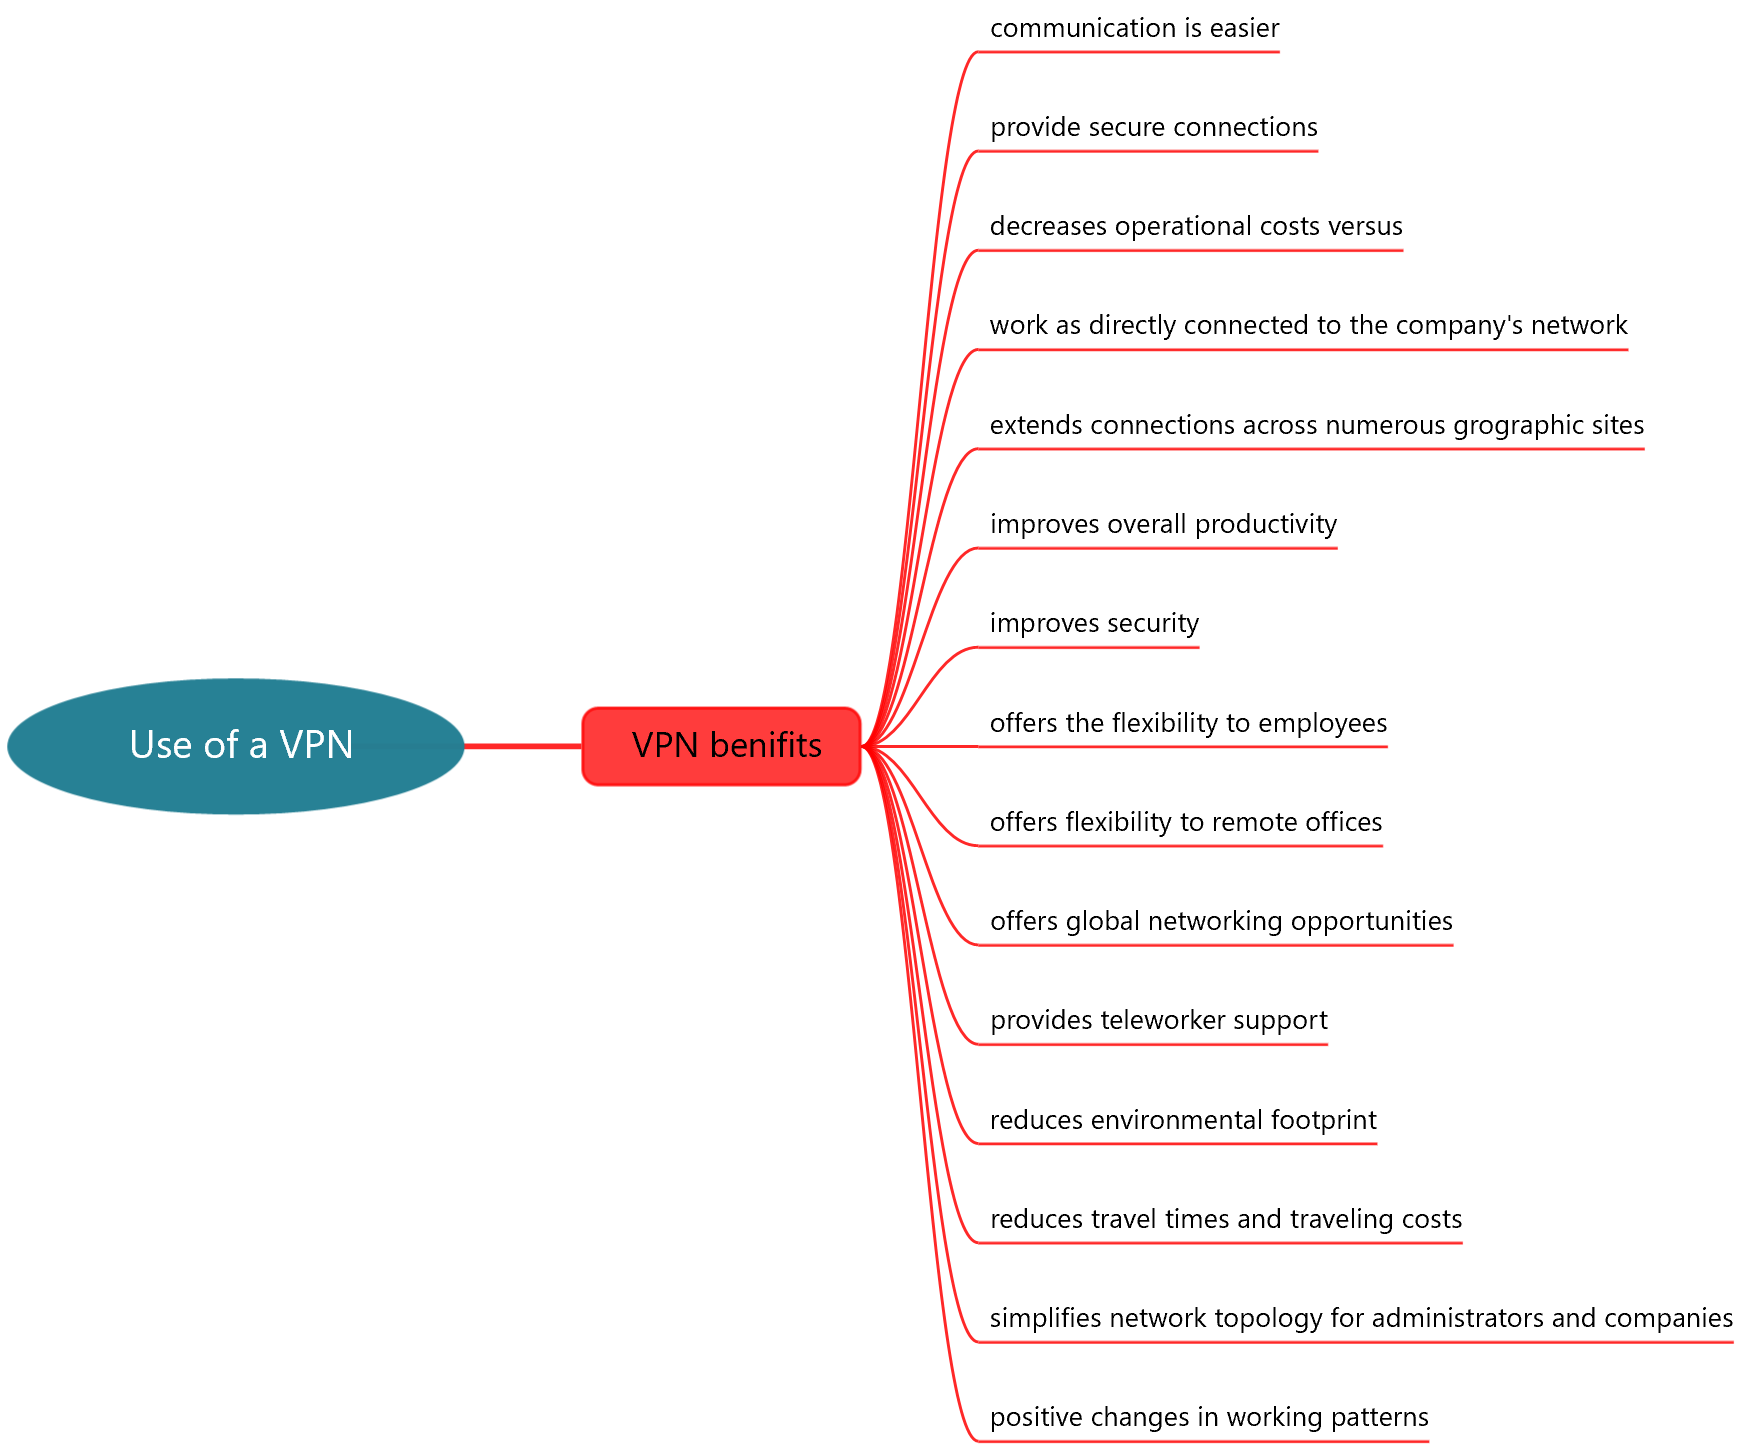 communication is easier
provide secure connections
decreases operational costs versus
work as directly connected to the company's network
extends connections across numerous grographic sites
improves overall productivity
improves security
Use of a VPN
VPN benifits
offers the flexibility to employees
offers flexibility to remote offices
offers global networking opportunities
provides teleworker support
reduces environmental footprint
reduces travel times and traveling costs
simplifies network topology for administrators and companies
positive changes in working patterns